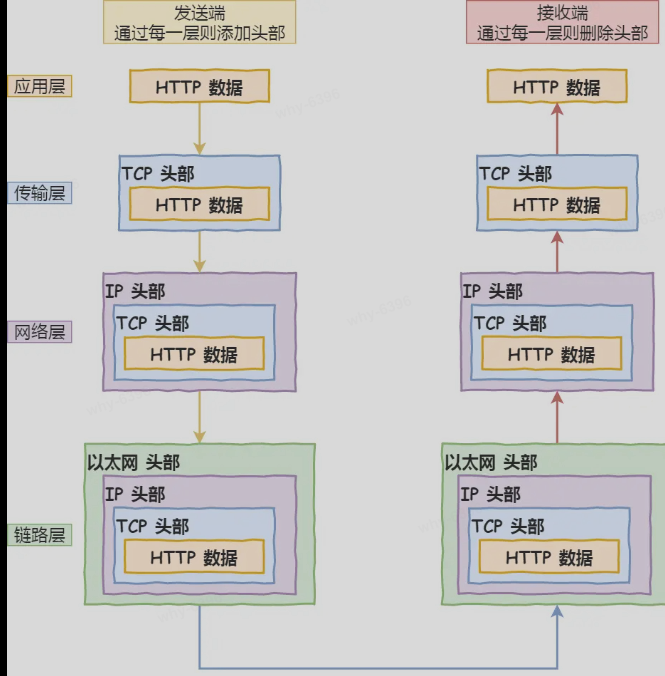 发送端
通过每一层则添加头部
接收端
通过每一层则删除头部
应用层
HTTP 数据
HTTP 数据
传输层
TCP 头部
HTTP 数据
TCP 头部
HTTP 数据
网络层
IP 头部
TCP 头部
HTTP 数据
IP 头部
TCP 头部
HTTP 数据
链路层
以太网 头部
IP 头部
TCP 头部
HTTP 数据
以太网 头部
IP 头部
TCP 头部
HTTP 数据